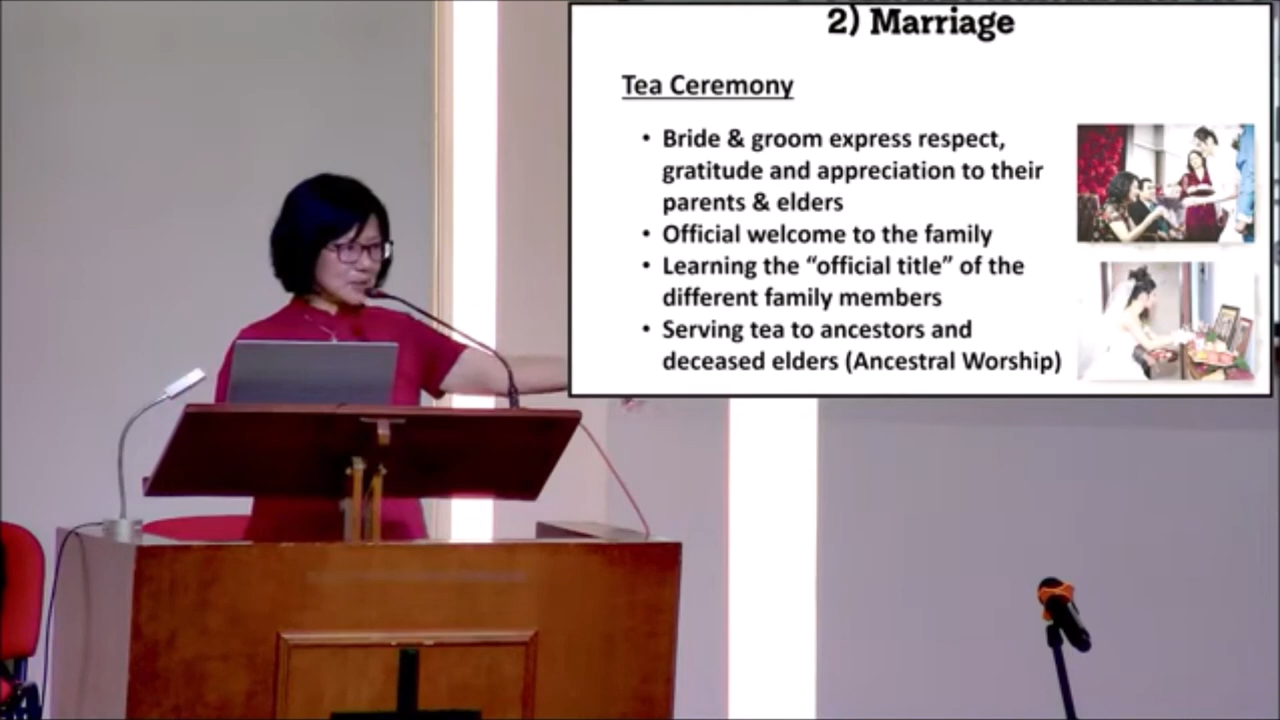 2) Marriage
Tea Ceremony
• Bride & groom express respect,
gratitude and appreciation to their
parents & elders
• Official welcome to the family
• Learning the “official title” of the
different family members
• Serving tea to ancestors and
deceased elders (Ancestral Worship)